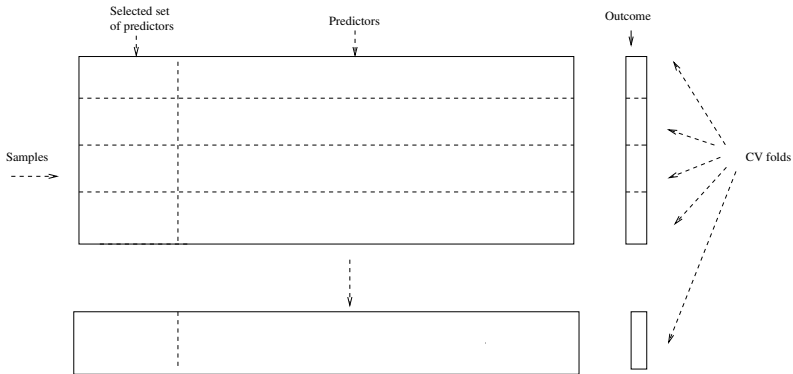 Selected set
of predictors
Predictors
Outcome
Samples
CV folds